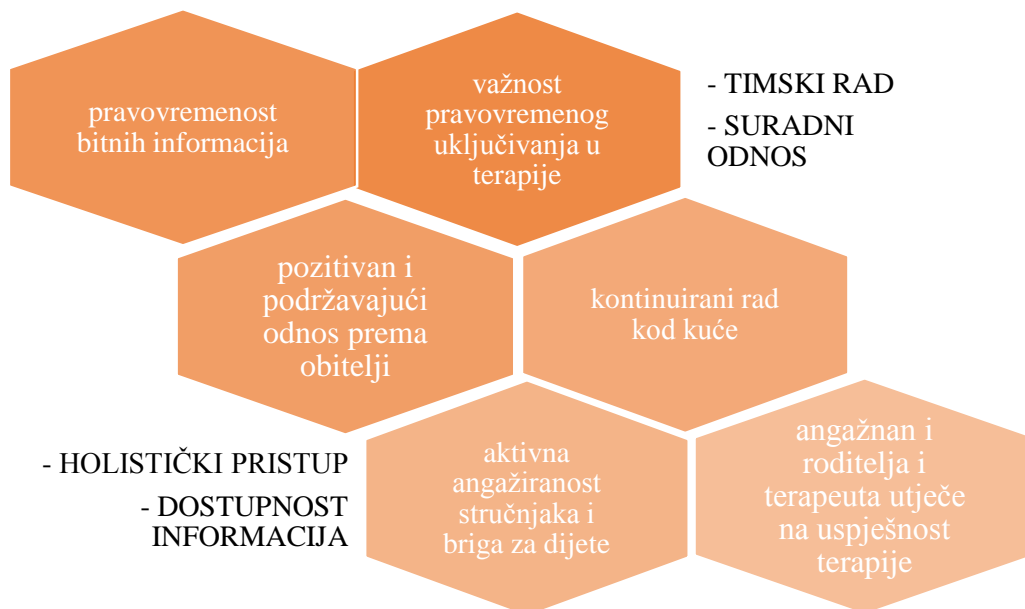 pravovremenost
bitnih informacija
važnost
pravovremenog
uključivanja u
terapije
- TIMSKI RAD
- SURADNI
ODNOS
pozitivan i
podržavajući
odnos prema
obitelji
kontinuirani rad
kod kuće
- HOLISTIČKI PRISTUP
- DOSTUPNOST
INFORMACIJA
aktivna
angažiranost
stručnjaka i
briga za dijete
angažnan i
roditelja i
terapeuta utječe
na uspješnost
terapije